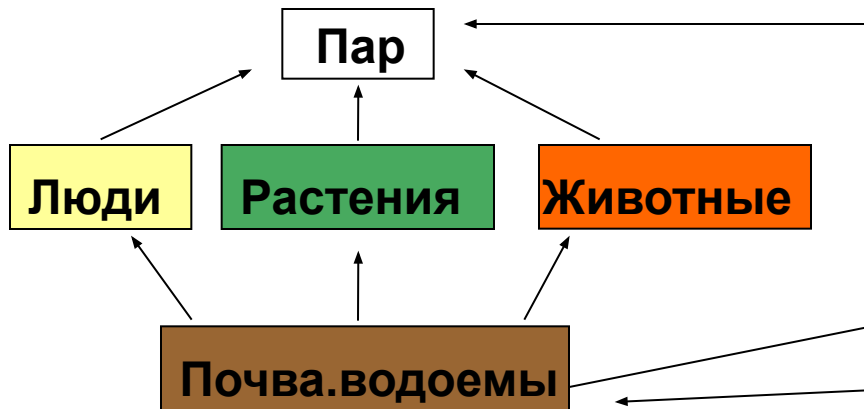 Пар
Люди
Растения
Животные
Почва.водоемы